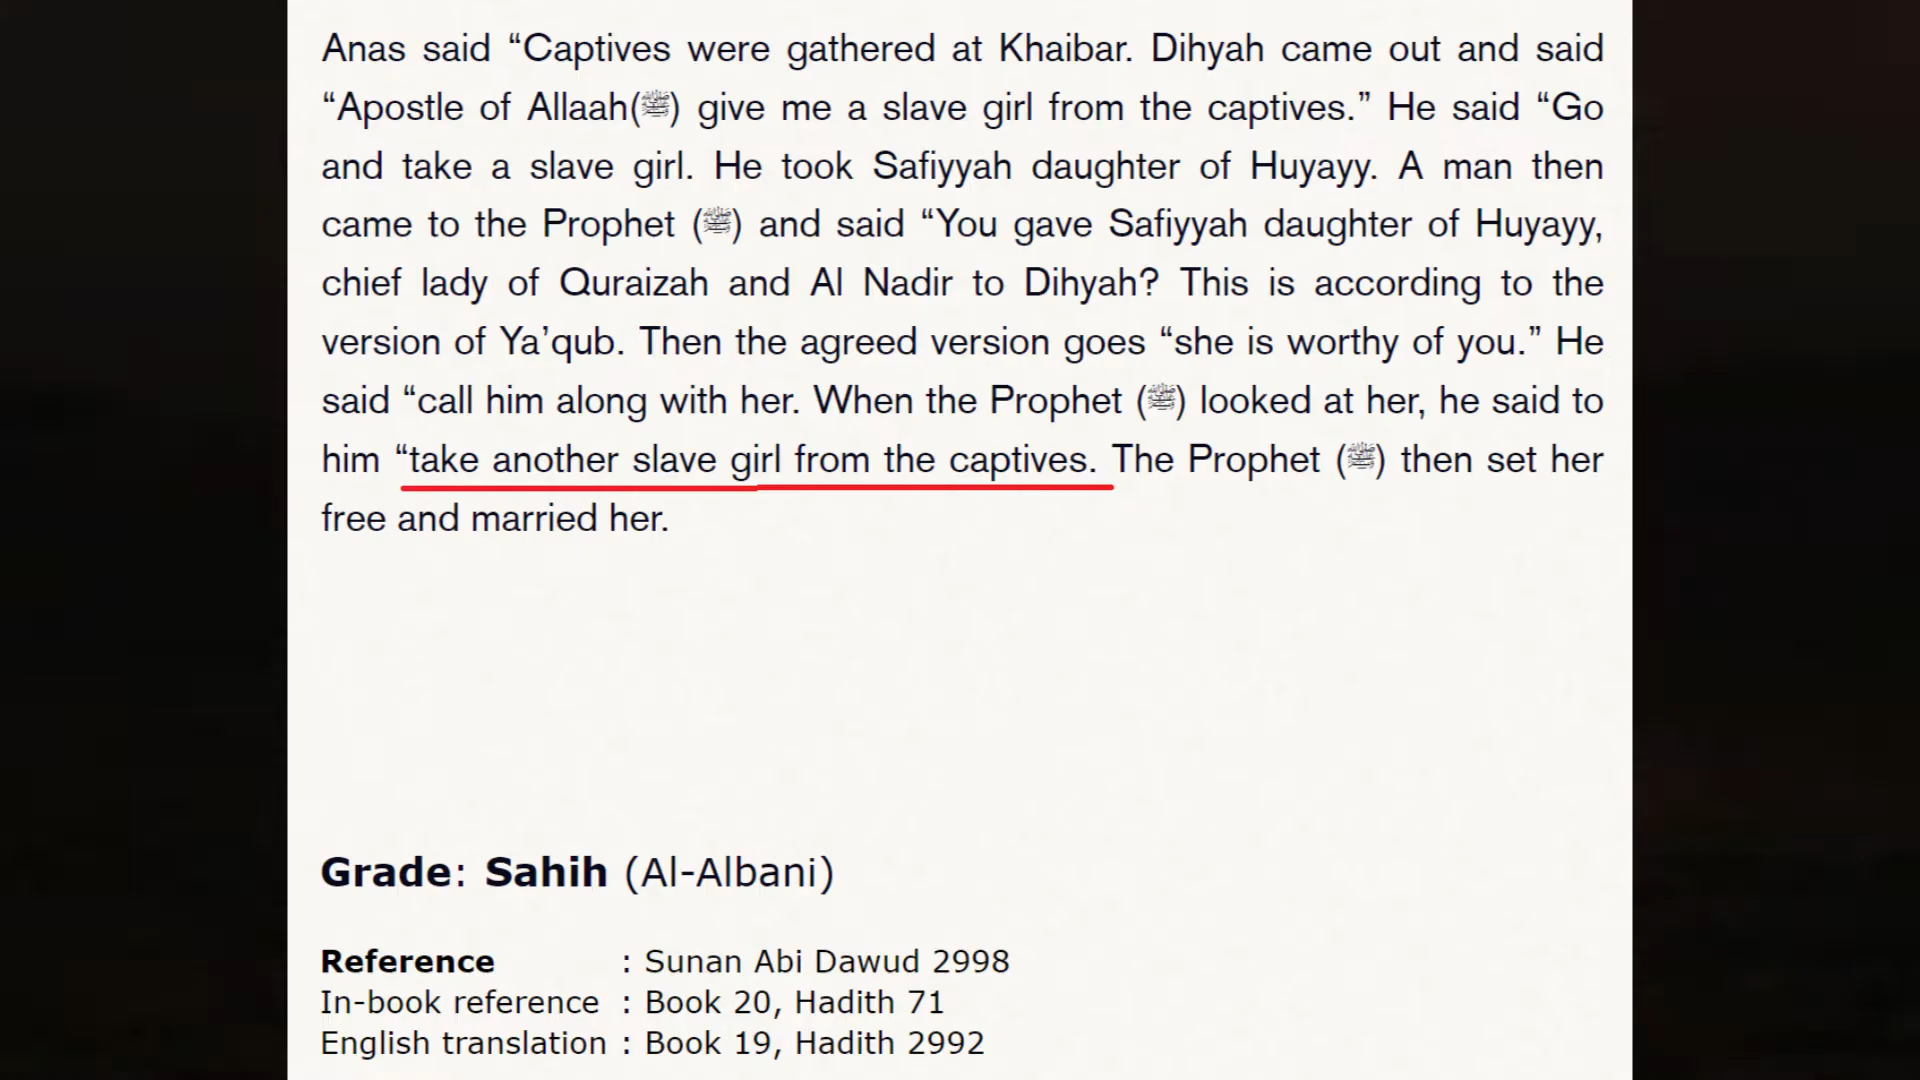 Anas said “Captives were gathered at Khaibar. Dihyah came out and said
“Apostle of Allaah(ﷺ) give me a slave girl from the captives.” He said “Go
and take a slave girl. He took Safiyyah daughter of Huyayy. A man then
came to the Prophet (ﷺ) and said “You gave Safiyyah daughter of Huyayy,
chief lady of Quraizah and Al Nadir to Dihyah? This is according to the
version of Ya’qub. Then the agreed version goes “she is worthy of you.” He
said “call him along with her. When the Prophet (ﷺ) looked at her, he said to
him “take another slave girl from the captives. The Prophet (ﷺ) then set her
free and married her.
Grade: Sahih (Al-Albani)
Reference : Sunan Abi Dawud 2998
In-book reference : Book 20, Hadith 71
English translation : Book 19, Hadith 2992